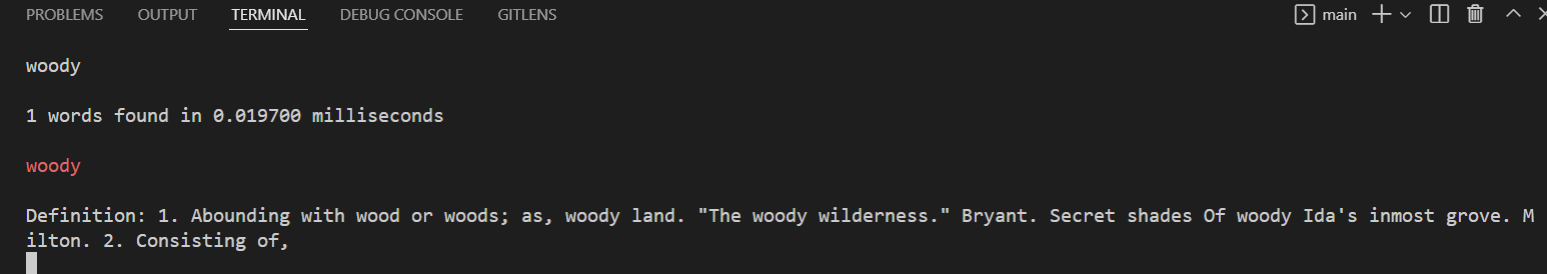 PROBLEMS OUTPUT TERMINAL DEBUG CONSOLE GITLENS main
woody
1 words found in 0.019700 milliseconds
woody
Definition: 1. Abounding with wood or woods; as, woody land. "The woody wilderness." Bryant. Secret shades Of woody Ida's inmost grove. M
ilton. 2. Consisting of,